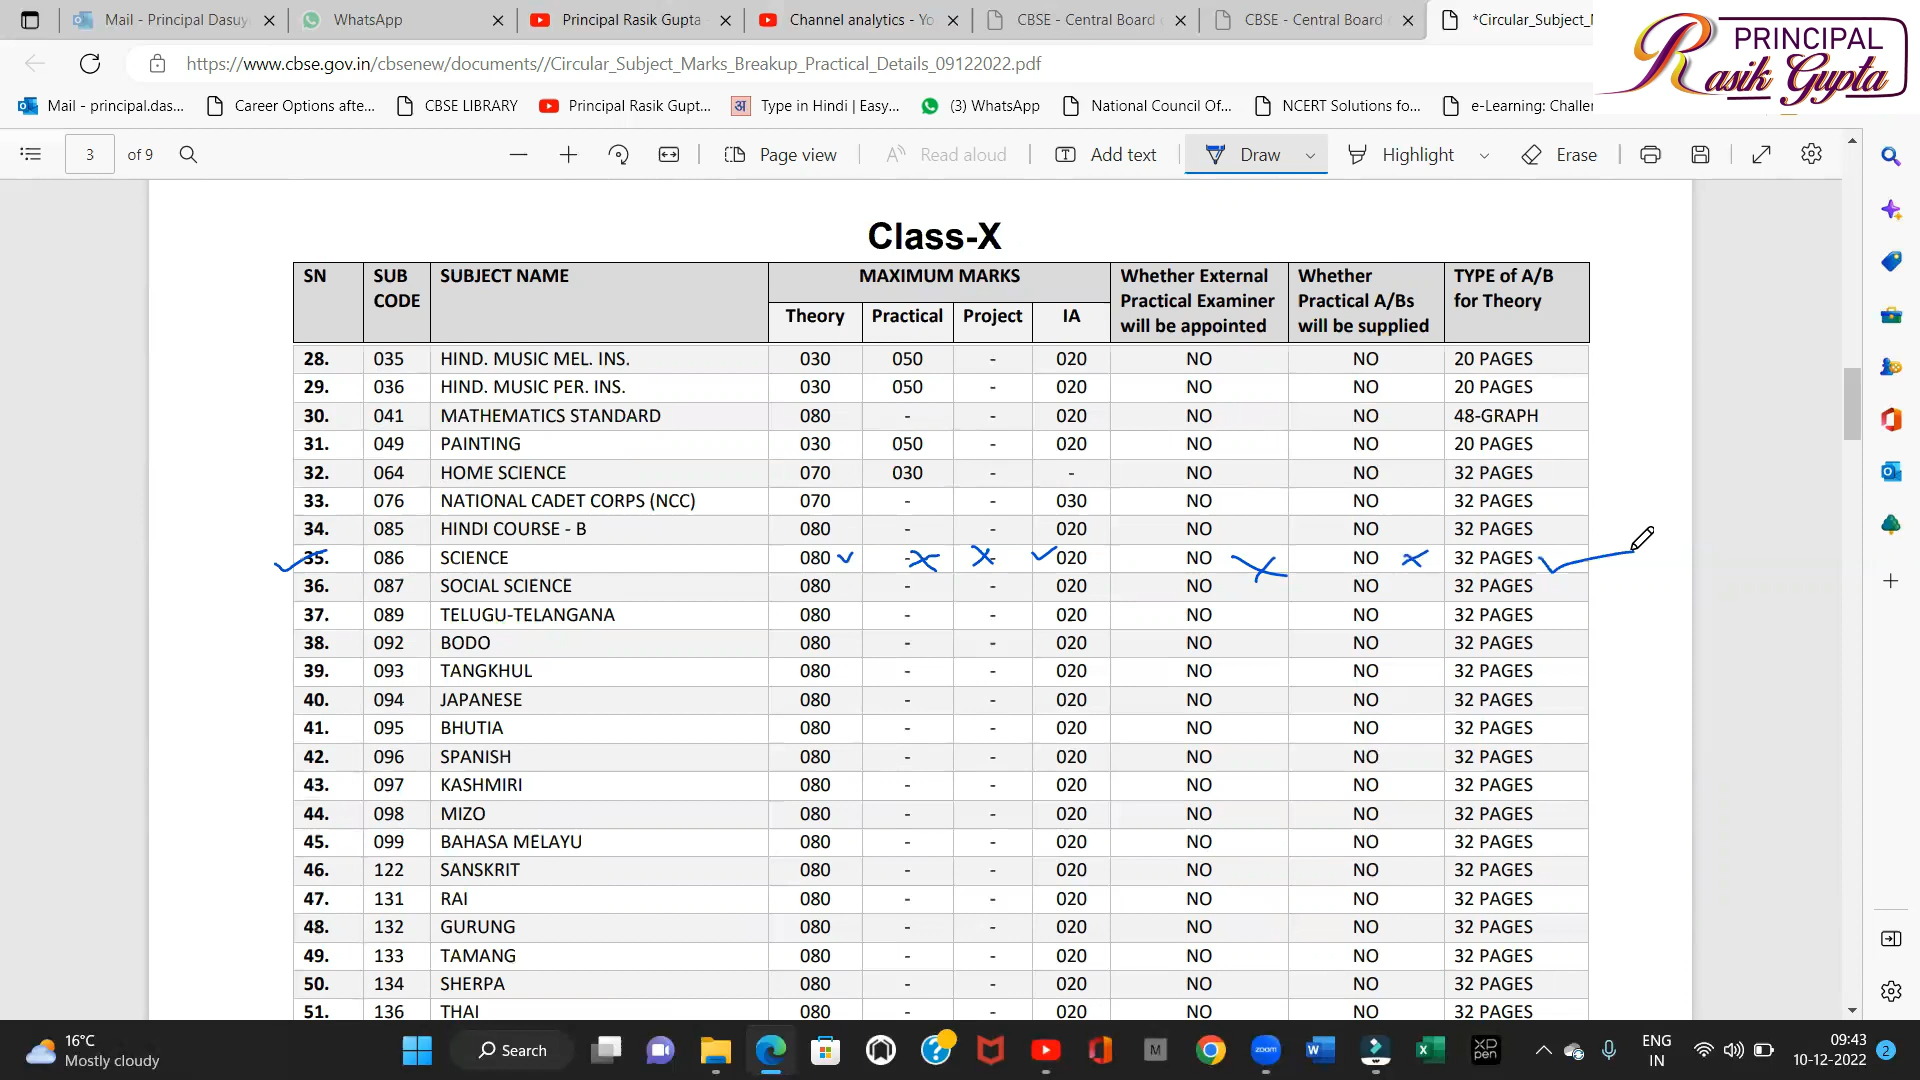 Mail - Principal Dasuy
WhatsApp
Principal Rasik Gupta
Channel analytics - Yo
CBSE - Central Board
CBSE - Central Board
*Circular_Subject_
PRINCIPAL
Rasik Gupta
https://www.cbse.gov.in/cbsenew/documents//Circular_Subject_Marks_Breakup_Practical_Details_09122022.pdf
Mail - principal.das...
Career Options afte...
CBSE LIBRARY
Principal Rasik Gupt...
अ Type in Hindi | Easy...
(3) WhatsApp
National Council Of...
NCERT Solutions fo...
e-Learning: Challen
3 of 9
Page view
Read aloud
Add text
Draw
Highlight
Erase
Class-X
SN SUB CODE SUBJECT NAME MAXIMUM MARKS Whether External Practical Examiner will be appointed Whether Practical A/Bs will be supplied TYPE of A/B for Theory
Theory Practical Project IA
28. 035 HIND. MUSIC MEL. INS. 030 050 - 020 NO NO 20 PAGES
29. 036 HIND. MUSIC PER. INS. 030 050 - 020 NO NO 20 PAGES
30. 041 MATHEMATICS STANDARD 080 - - 020 NO NO 48-GRAPH
31. 049 PAINTING 030 050 - 020 NO NO 20 PAGES
32. 064 HOME SCIENCE 070 030 - - NO NO 32 PAGES
33. 076 NATIONAL CADET CORPS (NCC) 070 - - 030 NO NO 32 PAGES
34. 085 HINDI COURSE - B 080 - - 020 NO NO 32 PAGES
35. 086 SCIENCE 080 - - 020 NO NO 32 PAGES
36. 087 SOCIAL SCIENCE 080 - - 020 NO NO 32 PAGES
37. 089 TELUGU-TELANGANA 080 - - 020 NO NO 32 PAGES
38. 092 BODO 080 - - 020 NO NO 32 PAGES
39. 093 TANGKHUL 080 - - 020 NO NO 32 PAGES
40. 094 JAPANESE 080 - - 020 NO NO 32 PAGES
41. 095 BHUTIA 080 - - 020 NO NO 32 PAGES
42. 096 SPANISH 080 - - 020 NO NO 32 PAGES
43. 097 KASHMIRI 080 - - 020 NO NO 32 PAGES
44. 098 MIZO 080 - - 020 NO NO 32 PAGES
45. 099 BAHASA MELAYU 080 - - 020 NO NO 32 PAGES
46. 122 SANSKRIT 080 - - 020 NO NO 32 PAGES
47. 131 RAI 080 - - 020 NO NO 32 PAGES
48. 132 GURUNG 080 - - 020 NO NO 32 PAGES
49. 133 TAMANG 080 - - 020 NO NO 32 PAGES
50. 134 SHERPA 080 - - 020 NO NO 32 PAGES
51. 136 THAI 080 - - 020 NO NO 32 PAGES
16°C
Mostly cloudy
Search
zoom
M
XD pen
ENG
IN
09:43
10-12-2022
2